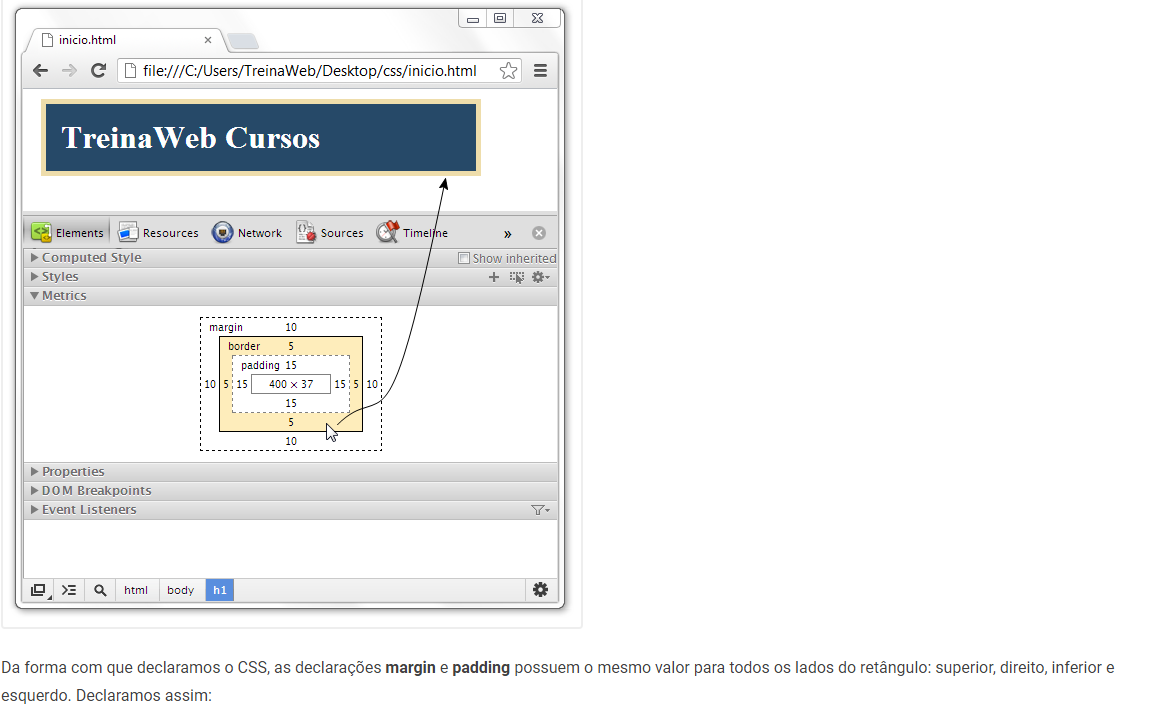 inicio.html
file:///C:/Users/TreinaWeb/Desktop/css/inicio.html
TreinaWeb Cursos
Elements Resources Network Sources Timeline »
Computed Style Show inherited
Styles
Metrics
margin 10
border 5
padding 15
10 5 15 400 × 37 15 5 10
15
5
10
Properties
DOM Breakpoints
Event Listeners
html body h1
Da forma com que declaramos o CSS, as declarações margin e padding possuem o mesmo valor para todos os lados do retângulo: superior, direito, inferior e
esquerdo. Declaramos assim: